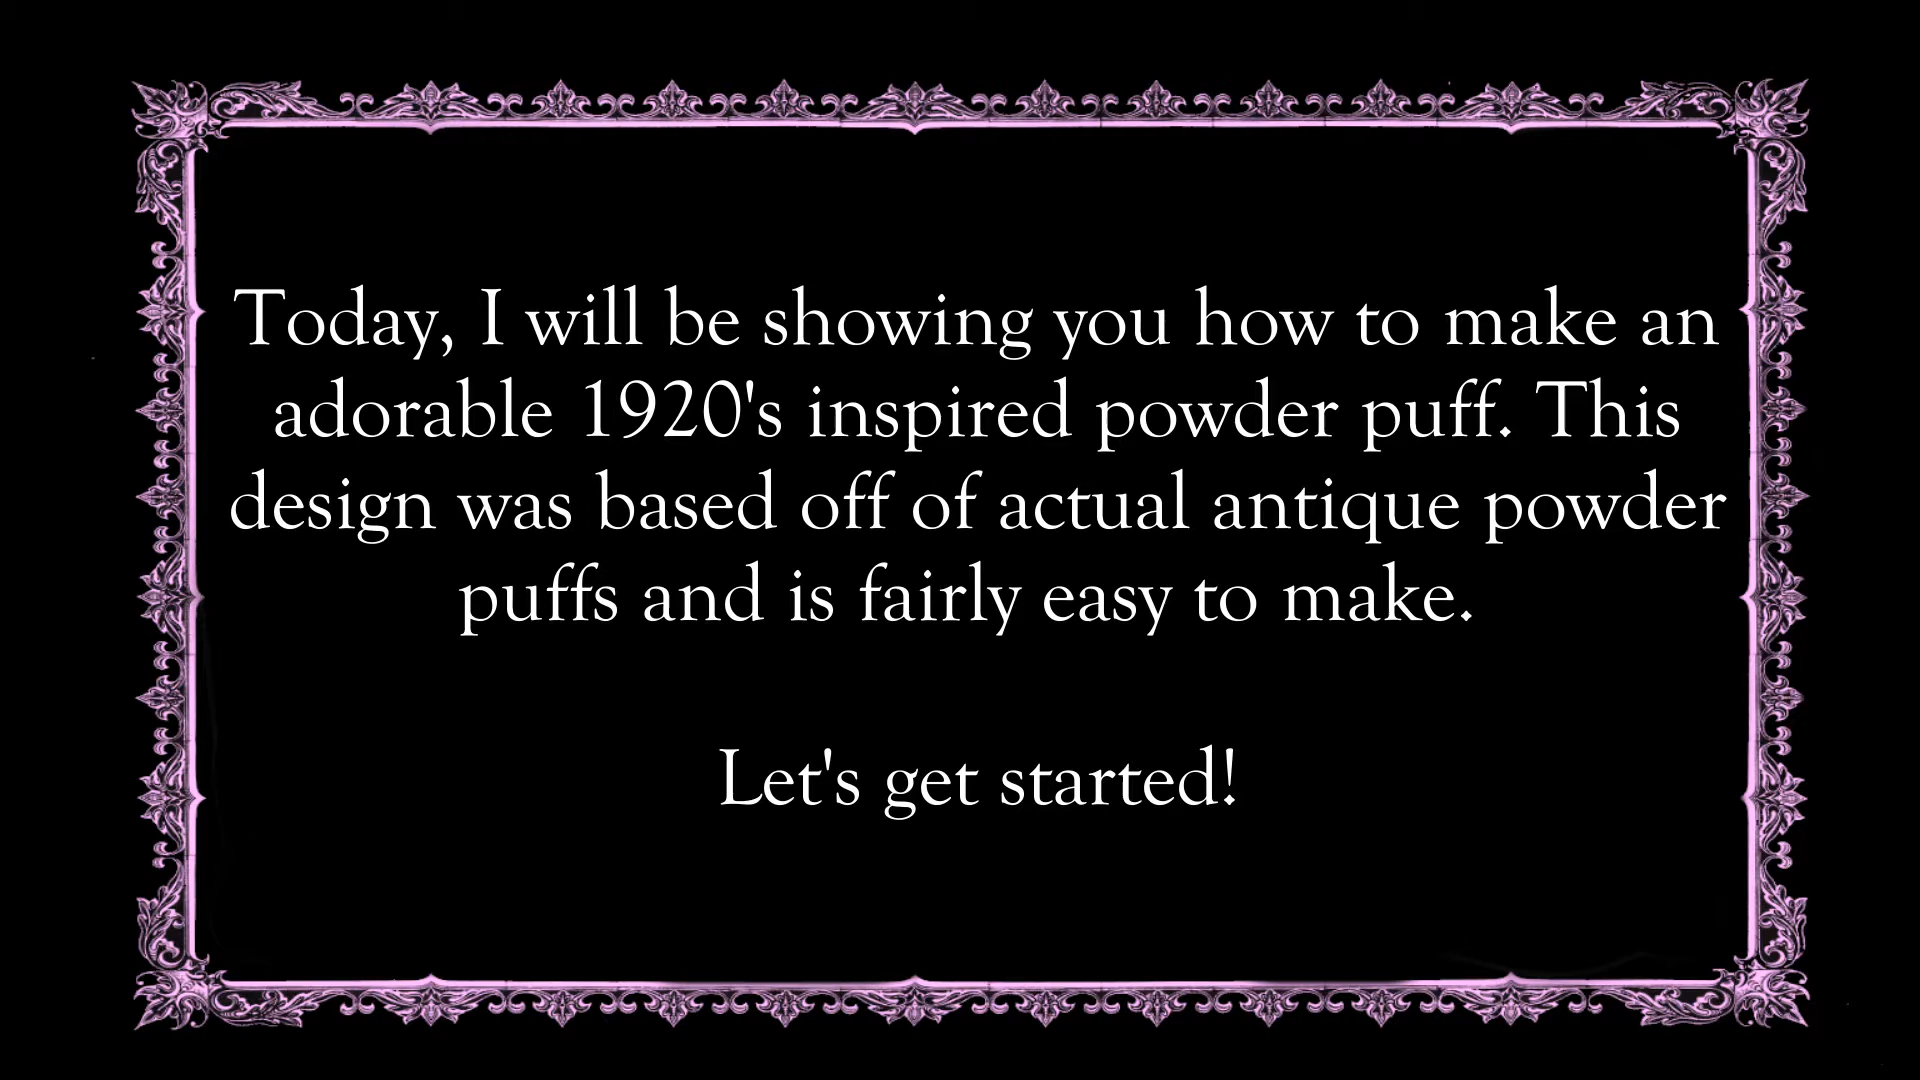 Today, I will be showing you how to make an
adorable 1920's inspired powder puff. This
design was based off of actual antique powder
puffs and is fairly easy to make.
Let's get started!